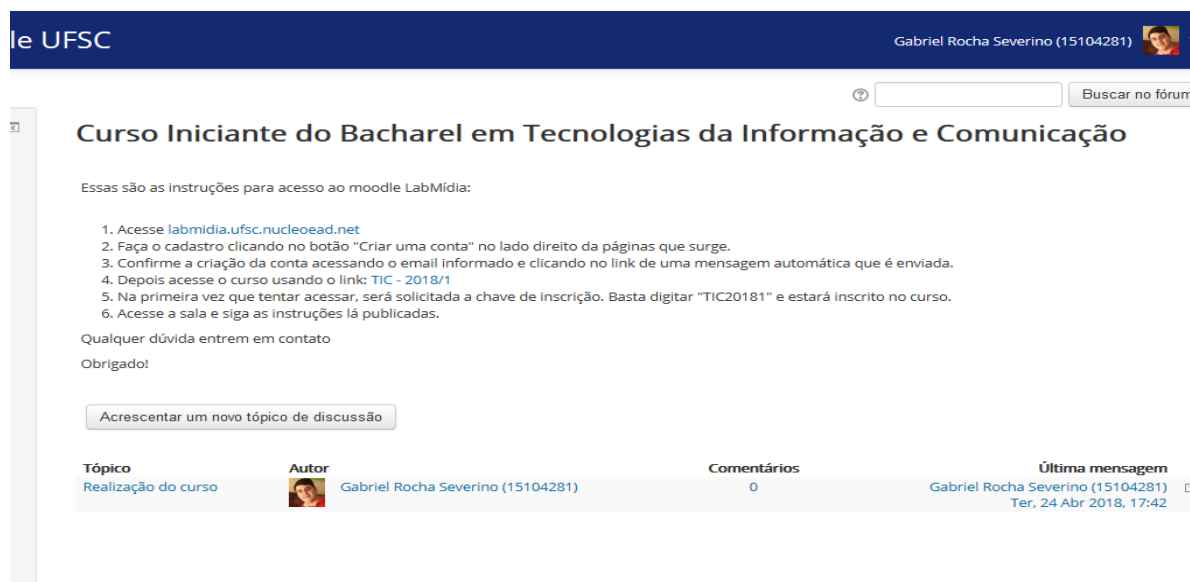 le UFSC
Gabriel Rocha Severino (15104281)
Buscar no fórum
Curso Iniciante do Bacharel em Tecnologias da Informação e Comunicação
Essas são as instruções para acesso ao moodle LabMídia:
1. Acesse labmidia.ufsc.nucleoead.net
2. Faça o cadastro clicando no botão "Criar uma conta" no lado direito da páginas que surge.
3. Confirme a criação da conta acessando o email informado e clicando no link de uma mensagem automática que é enviada.
4. Depois acesse o curso usando o link: TIC - 2018/1
5. Na primeira vez que tentar acessar, será solicitada a chave de inscrição. Basta digitar "TIC20181" e estará inscrito no curso.
6. Acesse a sala e siga as instruções lá publicadas.
Qualquer dúvida entrem em contato
Obrigado!
Acrescentar um novo tópico de discussão
Tópico Autor Comentários Última mensagem
Realização do curso Gabriel Rocha Severino (15104281) 0 Gabriel Rocha Severino (15104281)
Ter, 24 Abr 2018, 17:42